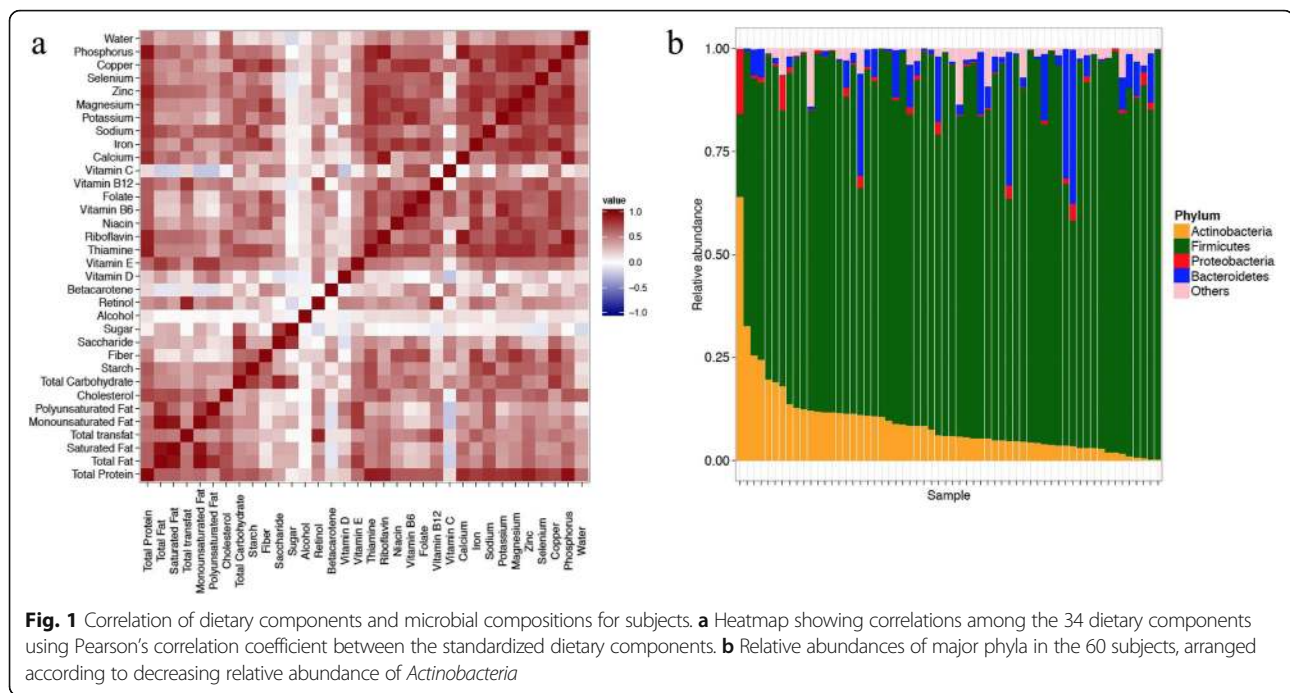 a
Water
Phosphorus
Copper
Selenium
Zinc
Magnesium
Potassium
Sodium
Iron
Calcium
Vitamin C
Vitamin B12
Folate
Vitamin B6
Niacin
Riboflavin
Thiamine
Vitamin E
Vitamin D
Betacarotene
Retinol
Alcohol
Sugar
Saccharide
Fiber
Starch
Total Carbohydrate
Cholesterol
Polyunsaturated Fat
Monounsaturated Fat
Total transfat
Saturated Fat
Total Fat
Total Protein
Total Protein
Total Fat
Saturated Fat
Total transfat
Monounsaturated Fat
Polyunsaturated Fat
Cholesterol
Total Carbohydrate
Starch
Fiber
Saccharide
Sugar
Alcohol
Retinol
Betacarotene
Vitamin D
Vitamin E
Thiamine
Riboflavin
Niacin
Vitamin B6
Folate
Vitamin B12
Vitamin C
Calcium
Iron
Sodium
Potassium
Magnesium
Zinc
Selenium
Copper
Phosphorus
Water
value
1.0
0.5
0.0
−0.5
−1.0
b
1.00
0.75
0.50
0.25
0.00
Relative abundance
Sample
Phylum
Actinobacteria
Firmicutes
Proteobacteria
Bacteroidetes
Others
Fig. 1 Correlation of dietary components and microbial compositions for subjects. a Heatmap showing correlations among the 34 dietary components
using Pearson's correlation coefficient between the standardized dietary components. b Relative abundances of major phyla in the 60 subjects, arranged
according to decreasing relative abundance of Actinobacteria